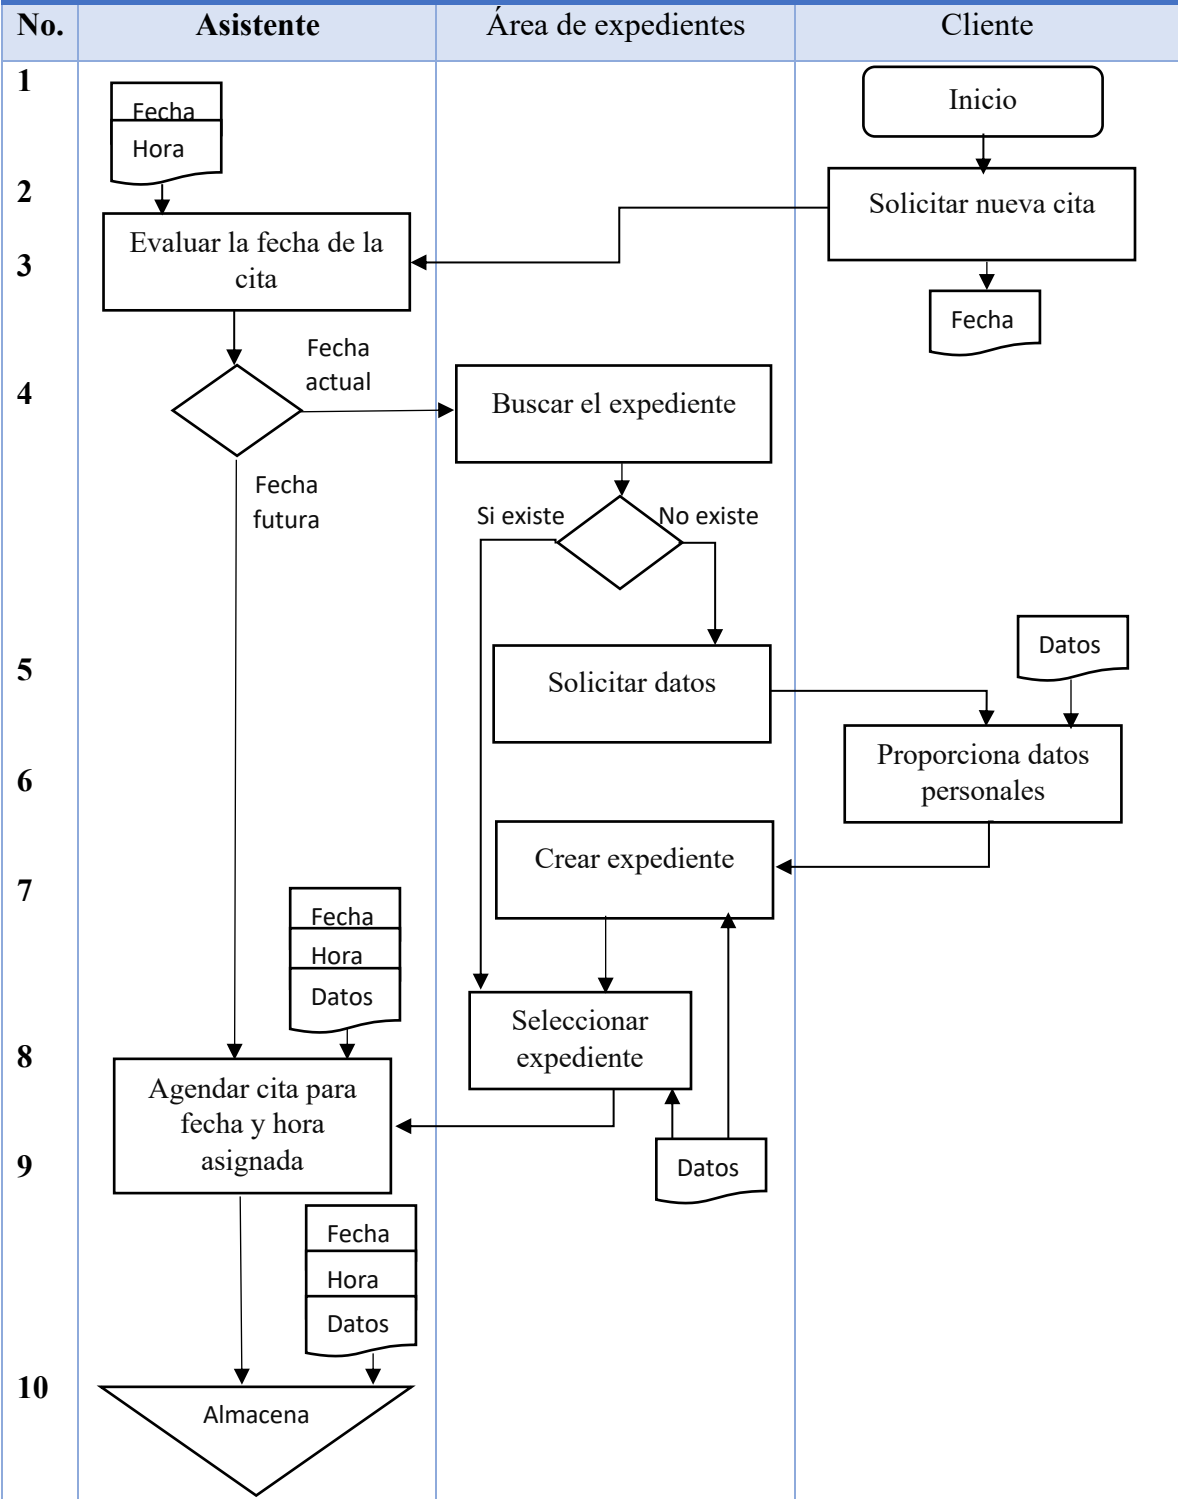 No.
Asistente
Área de expedientes
Cliente
1
Fecha
Hora
Inicio
2
Solicitar nueva cita
3
Evaluar la fecha de la
cita
Fecha
Fecha
actual
4
Buscar el expediente
Fecha
futura
Si existe
No existe
5
Solicitar datos
Datos
6
Proporciona datos
personales
Crear expediente
7
Fecha
Hora
Datos
Seleccionar
expediente
8
Agendar cita para
fecha y hora
asignada
9
Datos
Fecha
Hora
Datos
10
Almacena